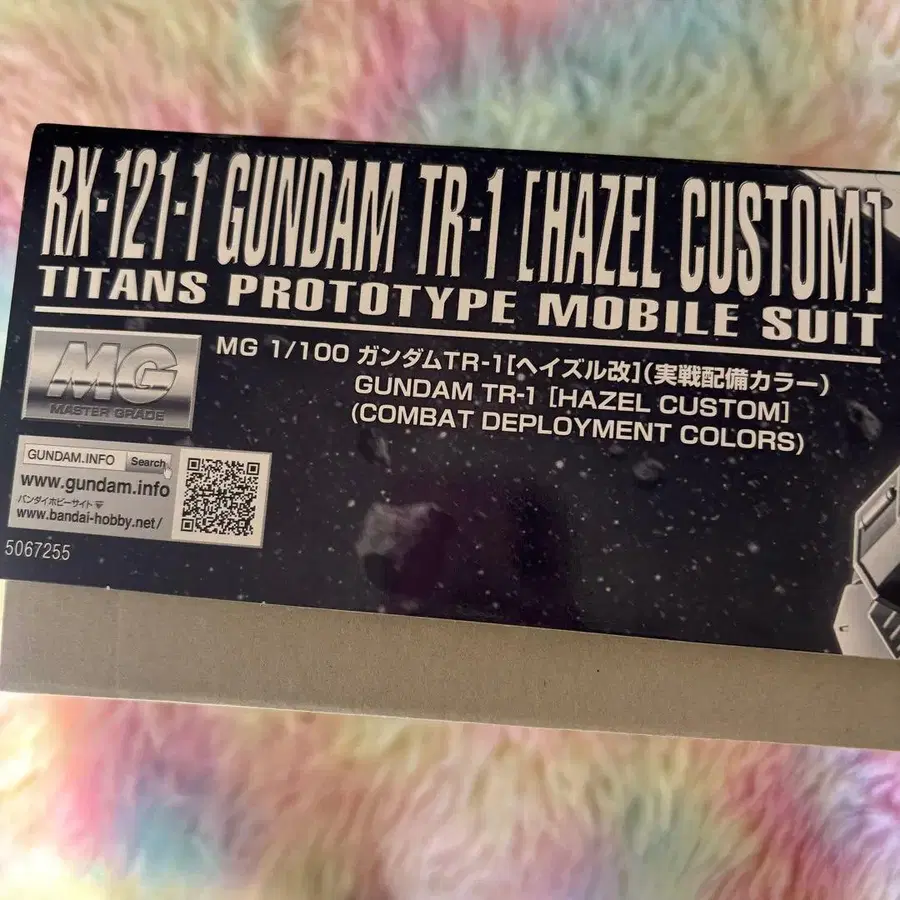 RX-121-1 GUNDAM TR-1 [HAZEL CUSTOM]
TITANS PROTOTYPE MOBILE SUIT
MG
MASTER GRADE
MG 1/100 ガンダムTR-1[ヘイズル改](実戦配備カラー)
GUNDAM TR-1 [HAZEL CUSTOM]
(COMBAT DEPLOYMENT COLORS)
GUNDAM.INFO Search
www.gundam.info
バンダイホビーサイト
www.bandai-hobby.net/
5067255